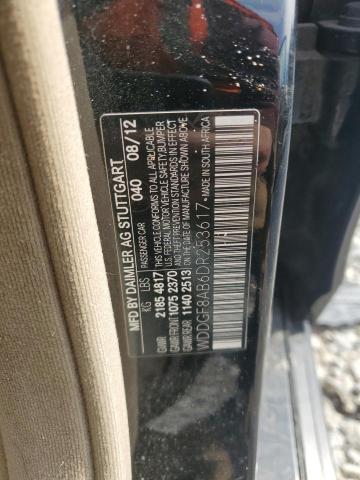 MFD BY DAIMLER AG STUTTGART 08/12
PASSENGER CAR 040
KG LBS
GVWR 2185 4817
GAWR/FRONT 1075 2370
GAWR/REAR 1140 2513
THIS VEHICLE CONFORMS TO ALL APPLICABLE
U.S. FEDERAL MOTOR VEHICLE SAFETY, BUMPER
AND THEFT PREVENTION STANDARDS IN EFFECT
ON THE DATE OF MANUFACTURE SHOWN ABOVE
WDDGF8AB6DR253617 • MADE IN SOUTH AFRICA